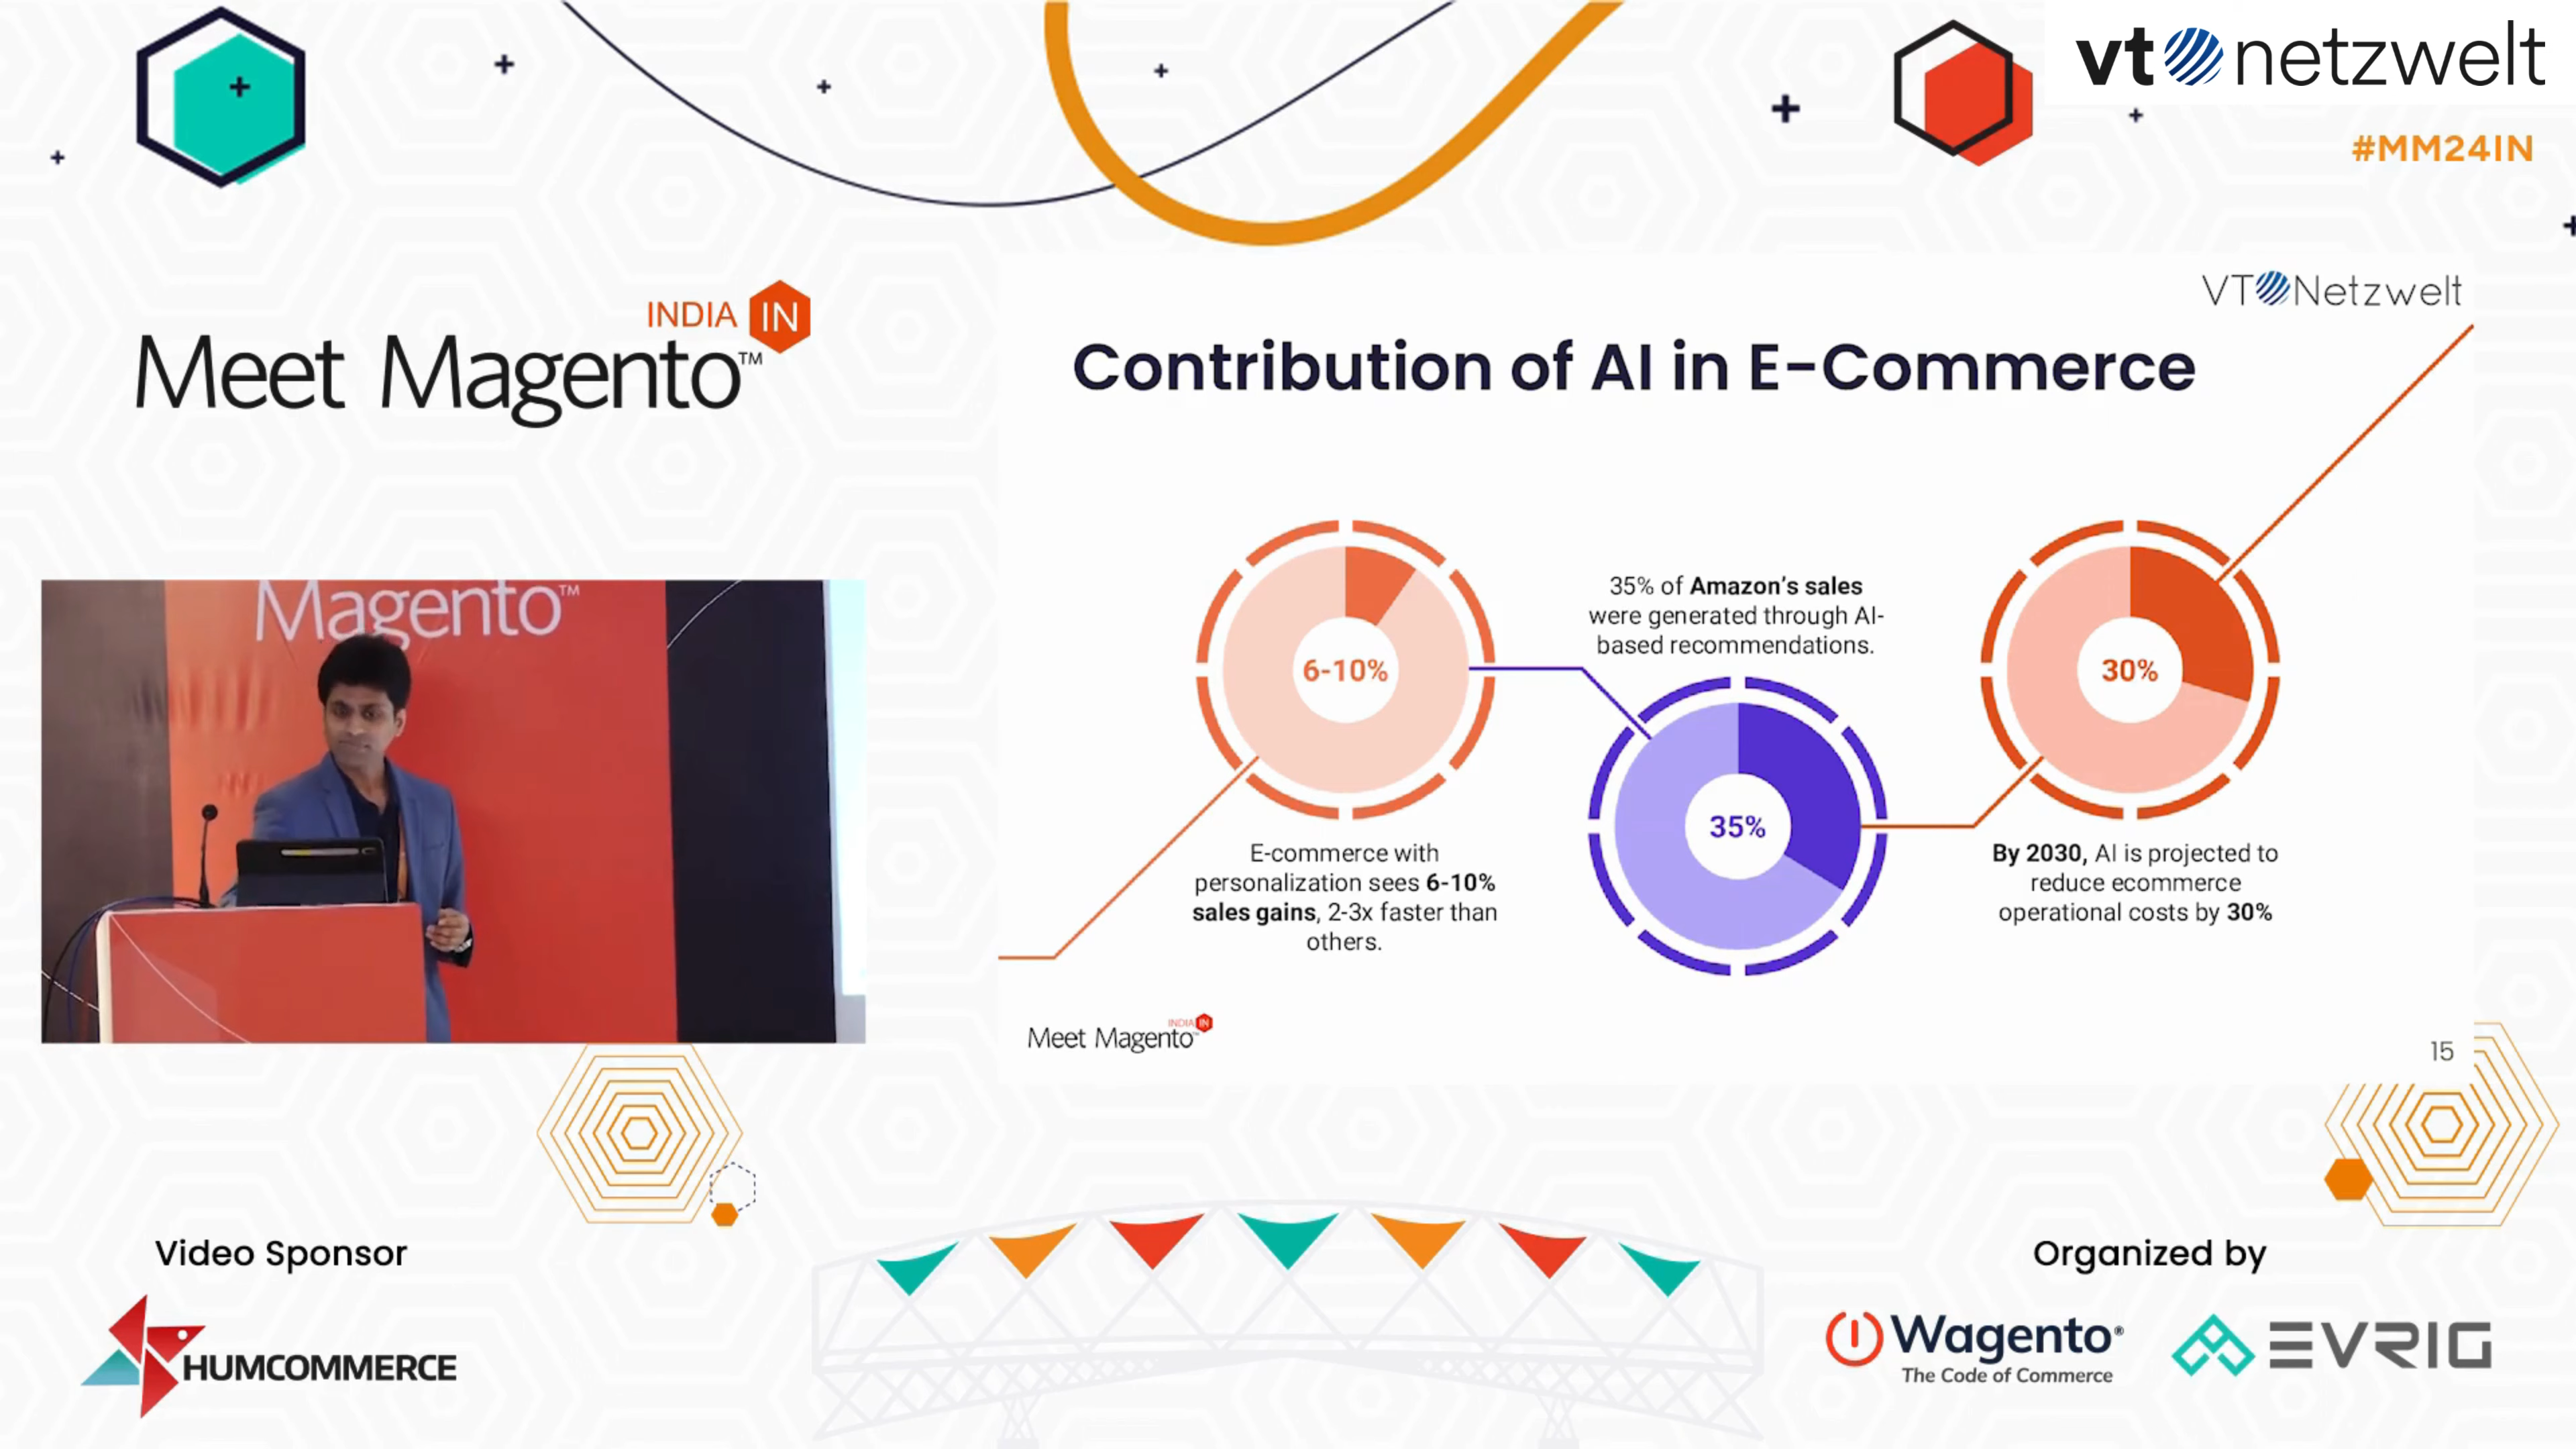 vt netzwelt
#MM24IN
INDIA IN
Meet Magento™
VT Netzwelt
Contribution of AI in E-Commerce
6-10%
E-commerce with
personalization sees 6-10%
sales gains, 2-3x faster than
others.
35% of Amazon's sales
were generated through AI-
based recommendations.
35%
30%
By 2030, AI is projected to
reduce ecommerce
operational costs by 30%
Magento™
INDIA IN
Meet Magento™
15
Video Sponsor
HUMCOMMERCE
Organized by
Wagento®
The Code of Commerce
EVRIG